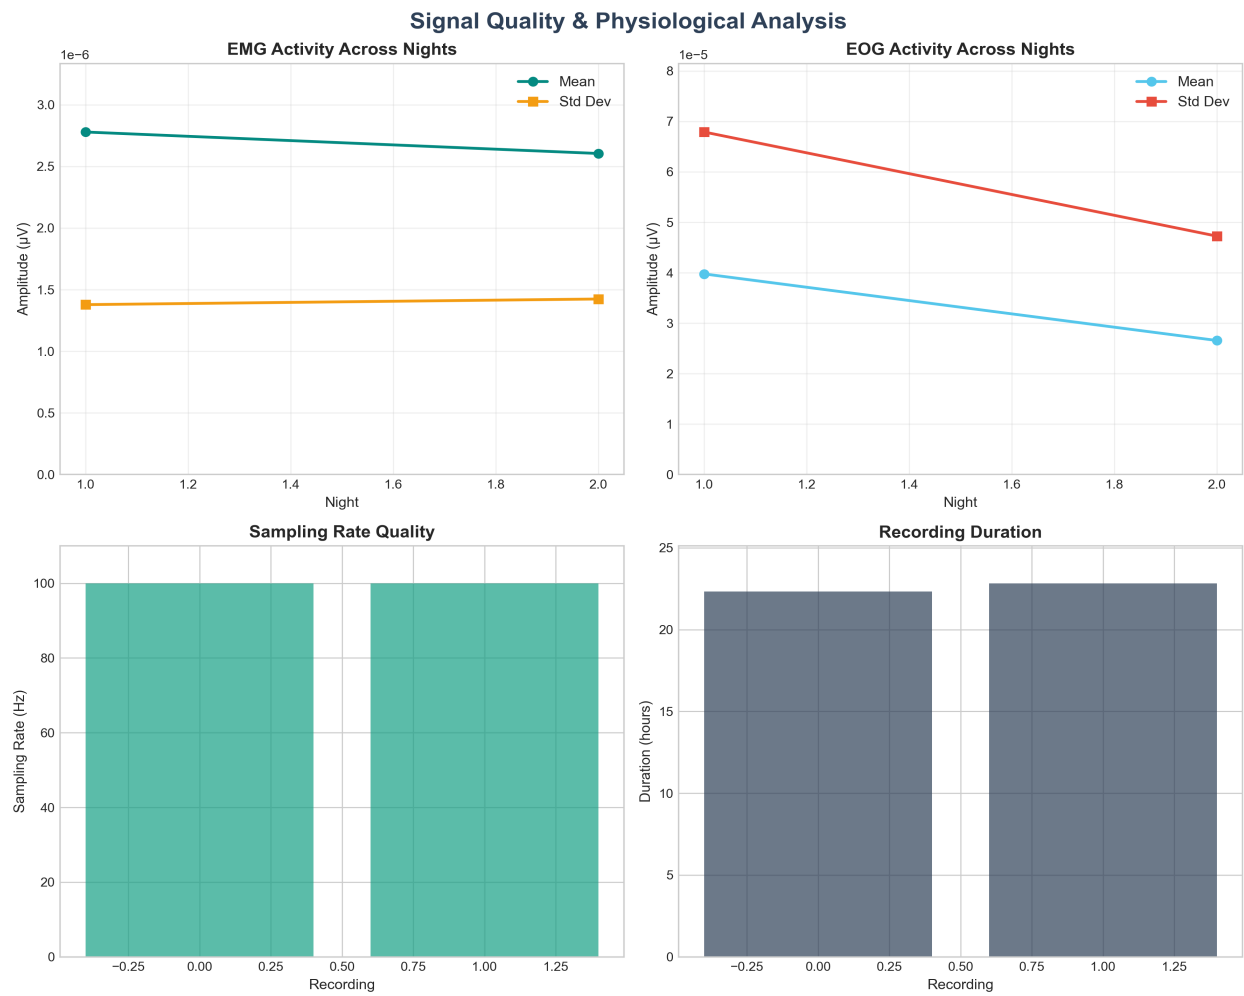 Signal Quality & Physiological Analysis
EMG Activity Across Nights
1e−6
Mean
Std Dev
3.0
2.5
2.0
1.5
1.0
0.5
0.0
Amplitude (µV)
1.0 1.2 1.4 1.6 1.8 2.0
Night
EOG Activity Across Nights
1e−5
Mean
Std Dev
8
7
6
5
4
3
2
1
0
Amplitude (µV)
1.0 1.2 1.4 1.6 1.8 2.0
Night
Sampling Rate Quality
100
80
60
40
20
0
Sampling Rate (Hz)
−0.25 0.00 0.25 0.50 0.75 1.00 1.25
Recording
Recording Duration
25
20
15
10
5
0
Duration (hours)
−0.25 0.00 0.25 0.50 0.75 1.00 1.25
Recording